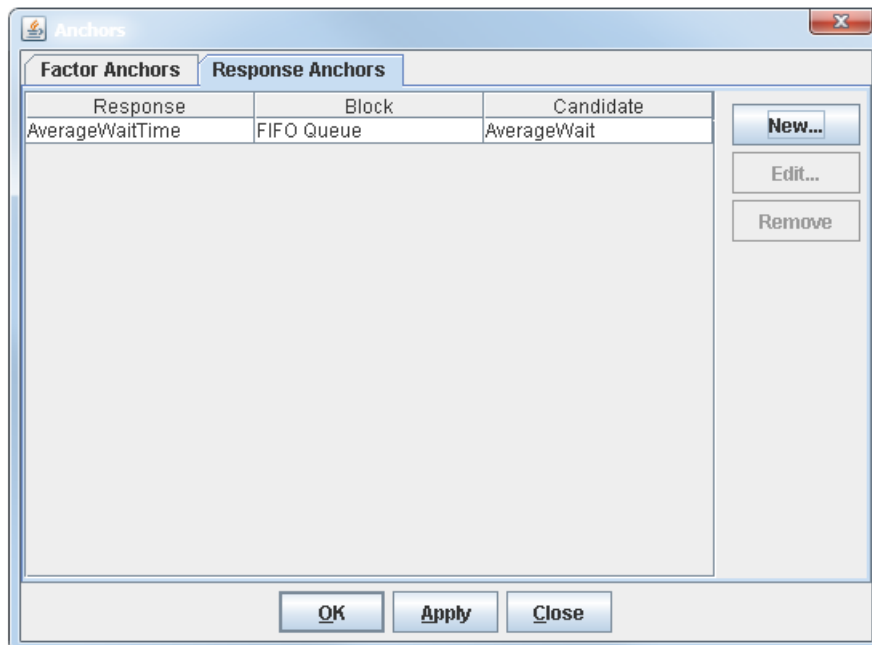 Anchors
Factor Anchors Response Anchors
Response Block Candidate
AverageWaitTime FIFO Queue AverageWait
New...
Edit...
Remove
OK Apply Close